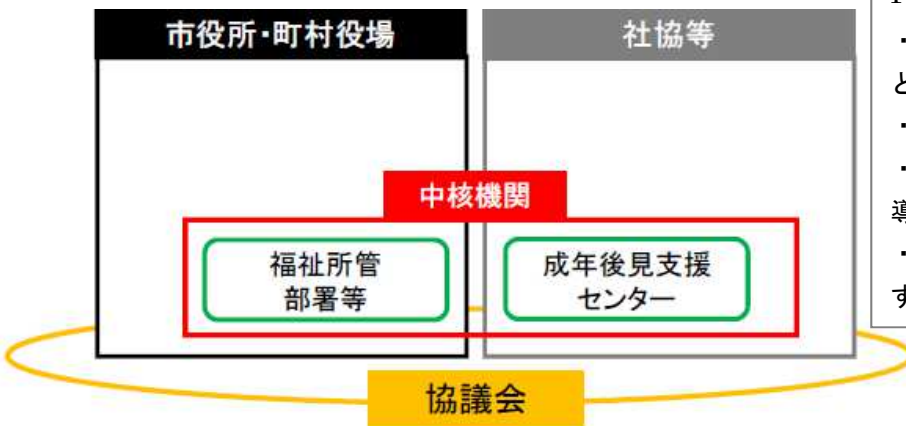 市役所・町村役場
社協等
中核機関
福祉所管
部署等
成年後見支援
センター
協議会
・
と
・
・
導
・
す